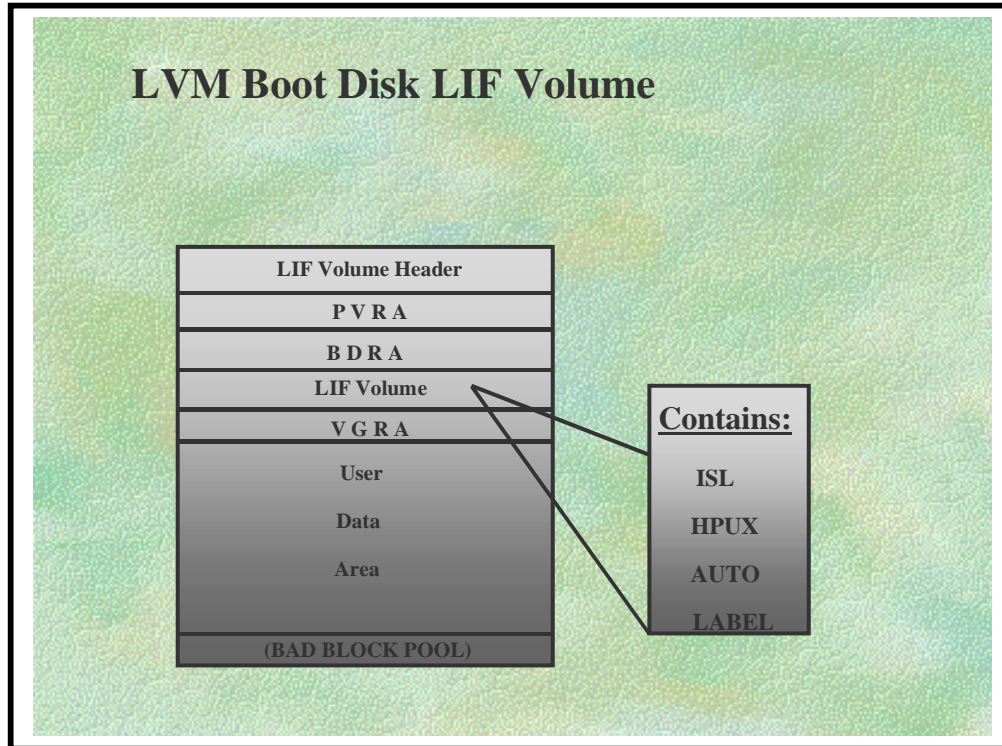 LVM Boot Disk LIF Volume
LIF Volume Header
P V R A
B D R A
LIF Volume
V G R A
User
Data
Area
(BAD BLOCK POOL)
Contains:
ISL
HPUX
AUTO
LABEL